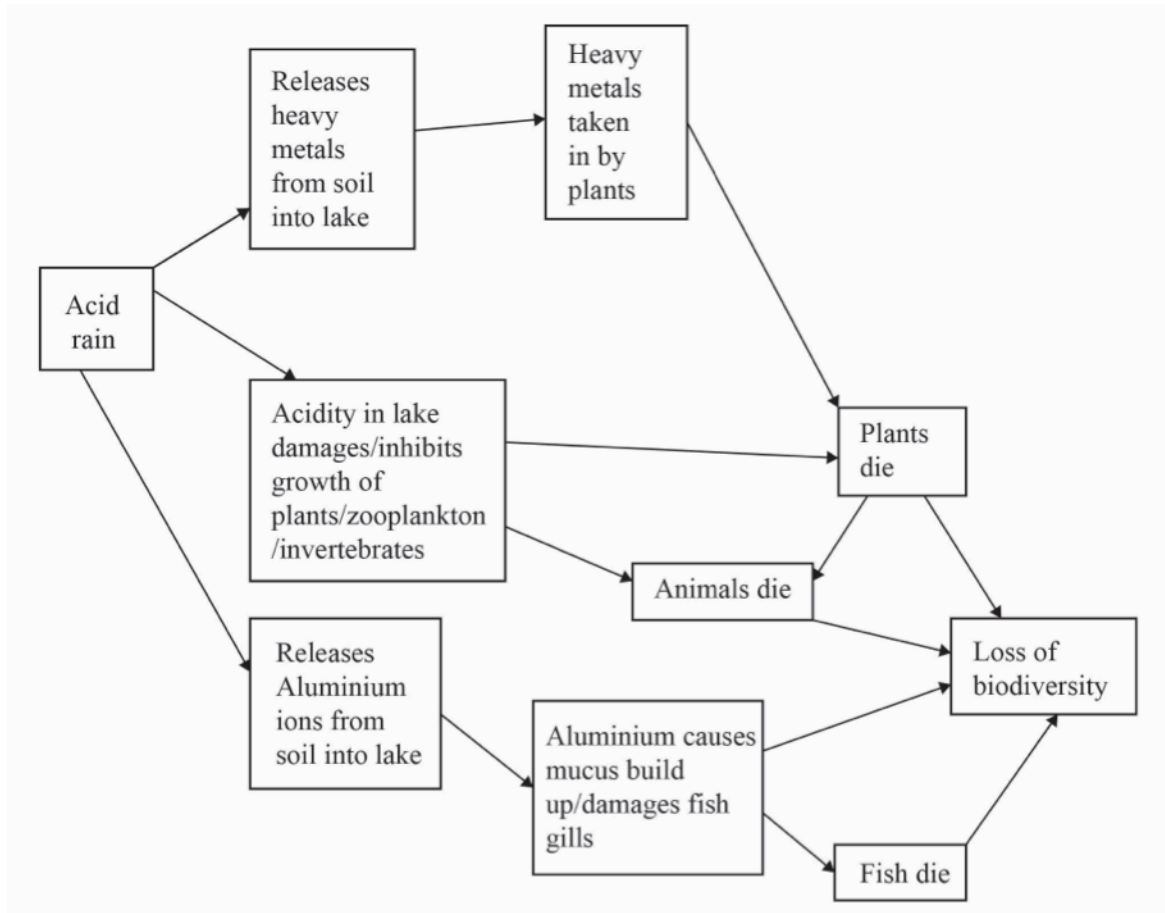 Releases
heavy
metals
from soil
into lake
Heavy
metals
taken
in by
plants
Acid
rain
Acidity in lake
damages/inhibits
growth of
plants/zooplankton
/invertebrates
Plants
die
Animals die
Releases
Aluminium
ions from
soil into lake
Loss of
biodiversity
Aluminium causes
mucus build
up/damages fish
gills
Fish die